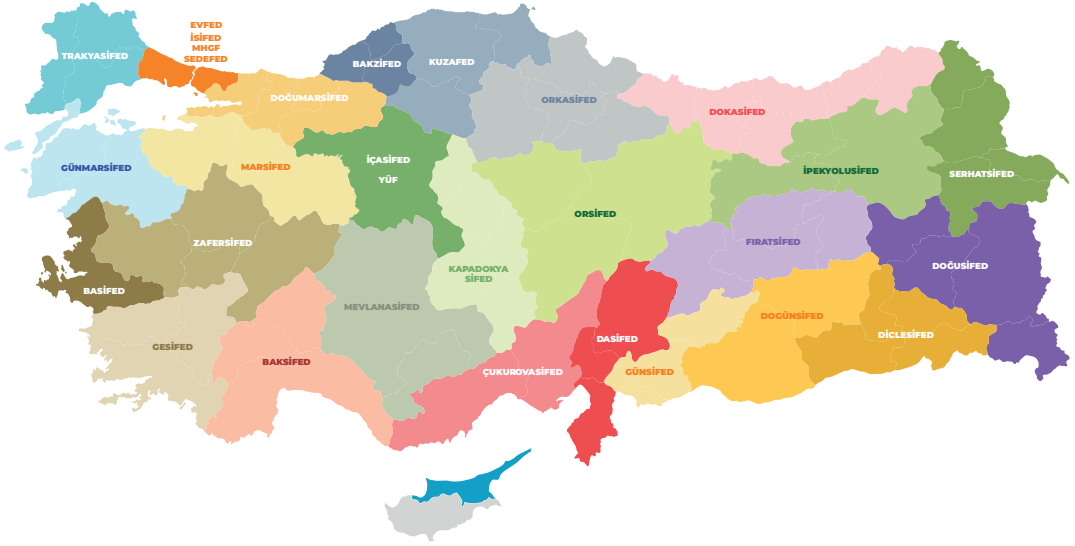 EVFED
İSİFED
MHGF
SEDEFED
TRAKYASİFED
BAKZİFED
KUZAFED
DOĞUMARSİFED
ORKASİFED
DOKASİFED
GÜNMARSİFED
MARSİFED
İÇASİFED
YÜF
İPEKYOLUSİFED
SERHATSİFED
ORSİFED
ZAFERSİFED
FIRATSİFED
KAPADOKYA
SİFED
DOĞUSİFED
BASİFED
MEVLANASİFED
DOGÜNSİFED
GESİFED
DASİFED
DİCLESİFED
BAKSİFED
ÇUKUROVASİFED
GÜNSİFED